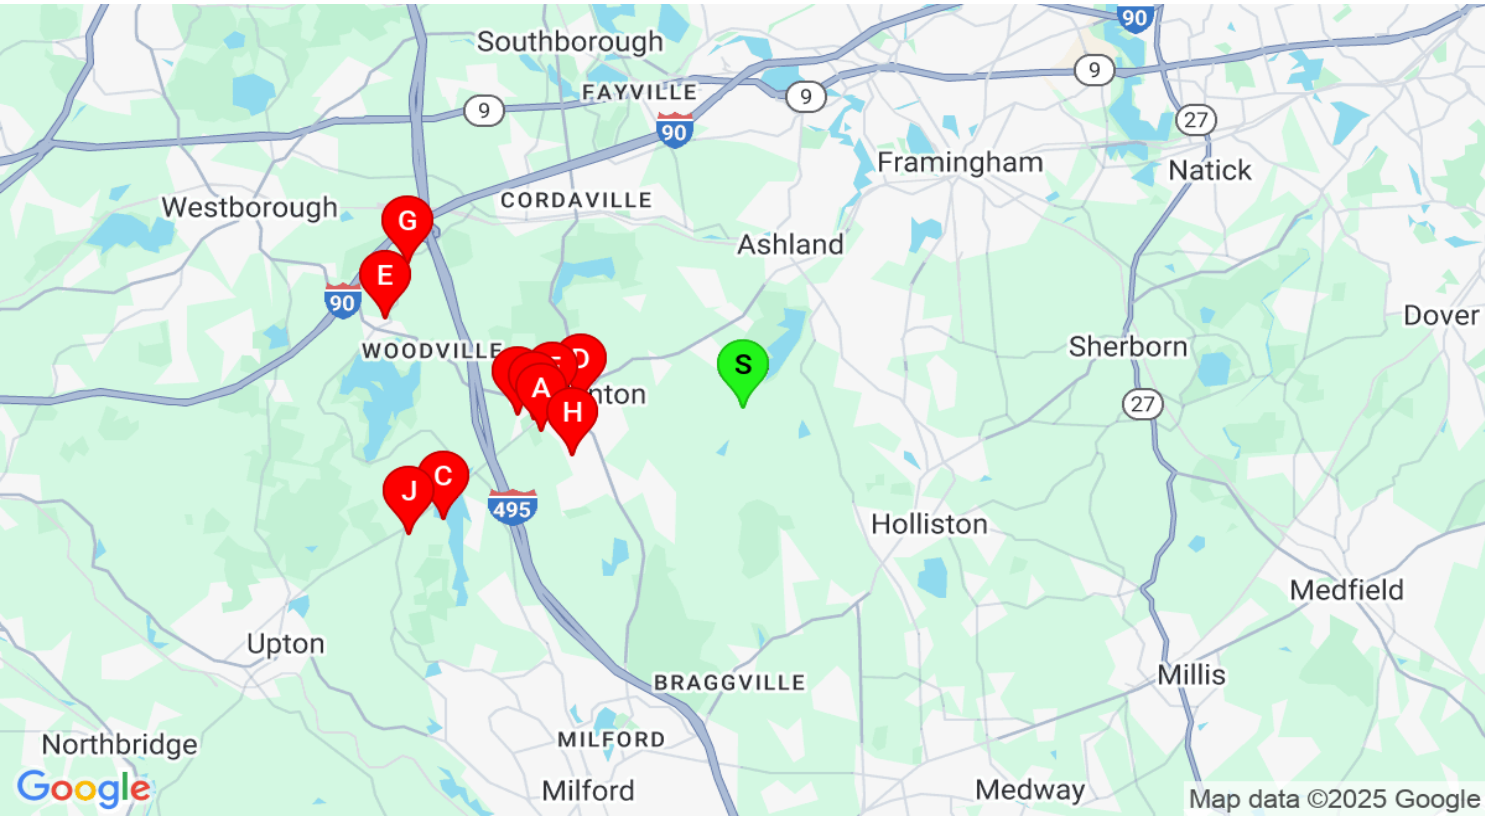 90
Southborough
9
FAYVILLE
9
9
90
27
Framingham
Natick
Westborough
CORDAVILLE
G
Ashland
E
90
Dover
WOODVILLE
D
S
Sherborn
A
nton
H
27
C
J
495
Holliston
Medfield
Upton
BRAGGVILLE
Millis
Northbridge
MILFORD
Google
Milford
Medway
Map data ©2025 Google